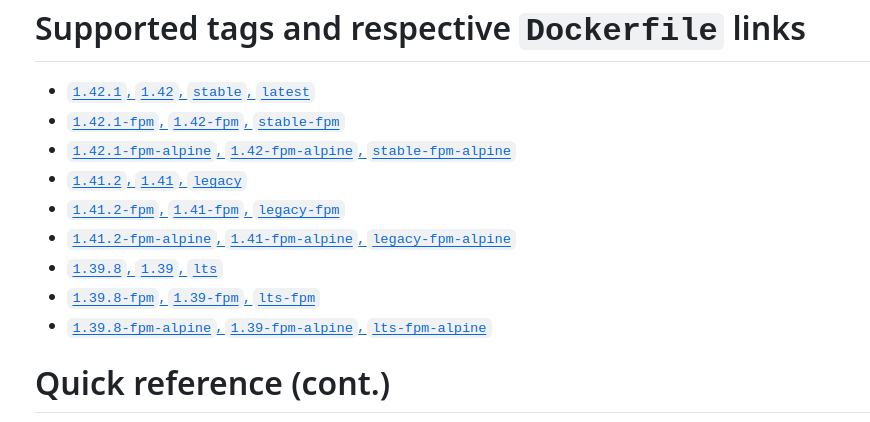 Supported tags and respective Dockerfile links
1.42.1, 1.42, stable, latest
1.42.1-fpm, 1.42-fpm, stable-fpm
1.42.1-fpm-alpine, 1.42-fpm-alpine, stable-fpm-alpine
1.41.2, 1.41, legacy
1.41.2-fpm, 1.41-fpm, legacy-fpm
1.41.2-fpm-alpine, 1.41-fpm-alpine, legacy-fpm-alpine
1.39.8, 1.39, lts
1.39.8-fpm, 1.39-fpm, lts-fpm
1.39.8-fpm-alpine, 1.39-fpm-alpine, lts-fpm-alpine
Quick reference (cont.)